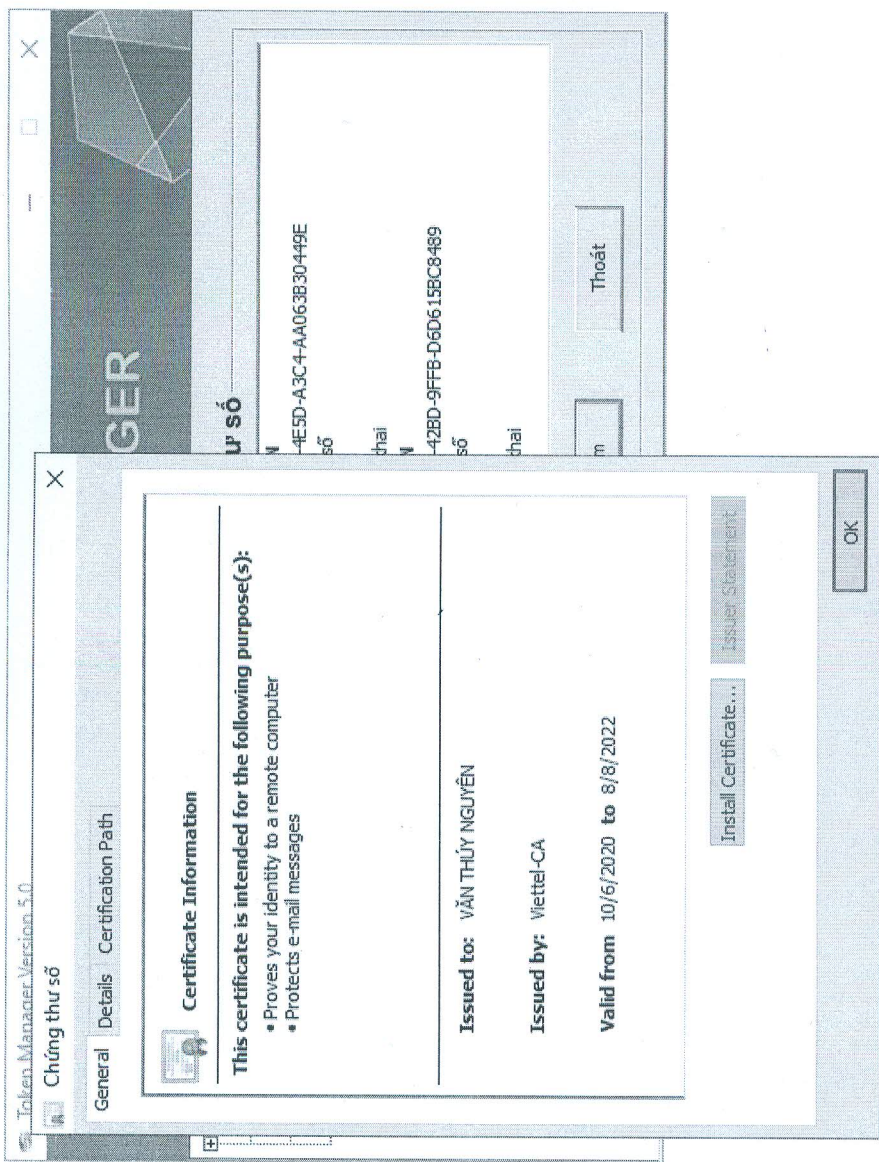 Token Manager Version 5.0
GER
ư số
N
-4E5D-A3C4-AA063B30449E
số
thai
N
-42BD-9FFB-D6D615BC8489
số
thai
m
Thoát
Chứng thư số
General
Details
Certification Path
Certificate Information
This certificate is intended for the following purpose(s):
• Proves your identity to a remote computer
• Protects e-mail messages
Issued to: VĂN THÚY NGUYÊN
Issued by: Viettel-CA
Valid from 10/6/2020 to 8/8/2022
Install Certificate...
Issuer Statement
OK